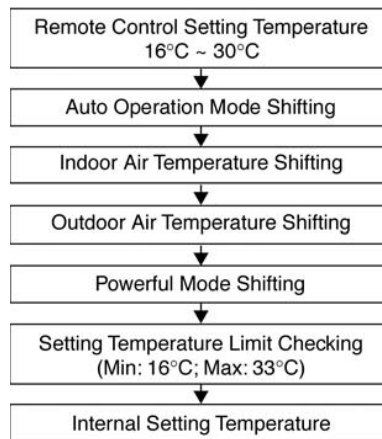 Remote Control Setting Temperature
16°C ~ 30°C
Auto Operation Mode Shifting
Indoor Air Temperature Shifting
Outdoor Air Temperature Shifting
Powerful Mode Shifting
Setting Temperature Limit Checking
(Min: 16°C; Max: 33°C)
Internal Setting Temperature